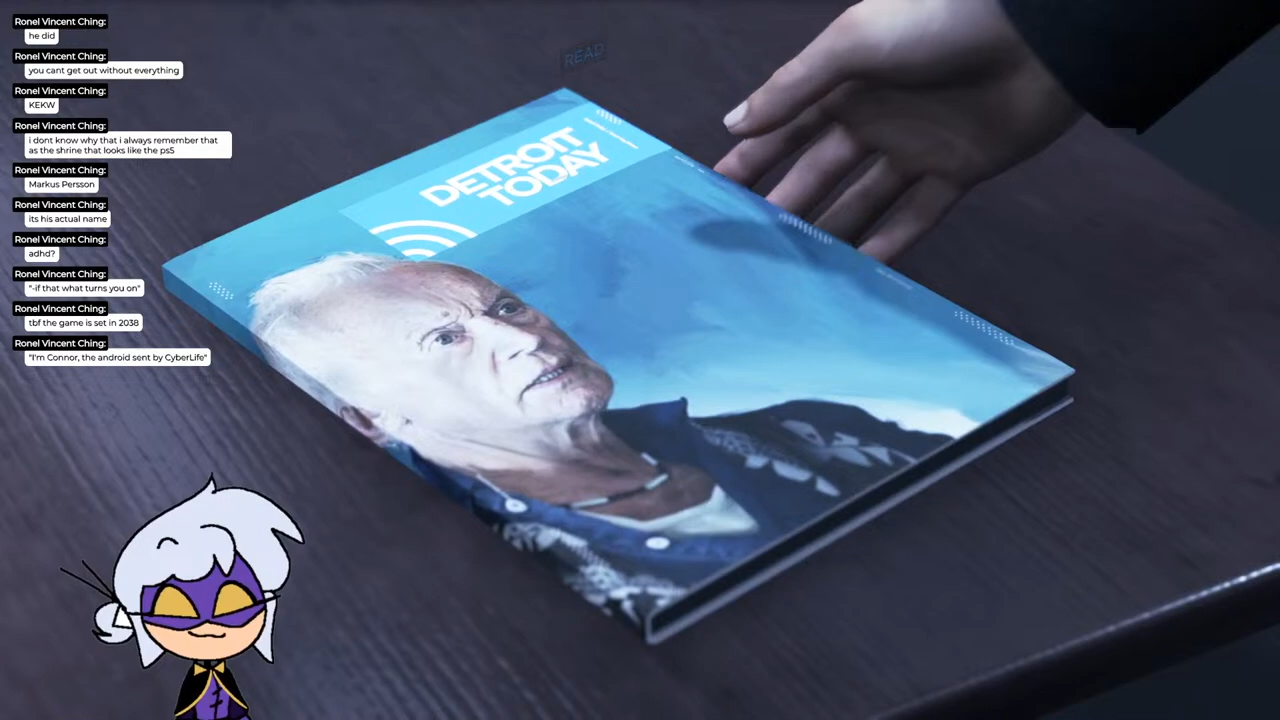 Ronel Vincent Ching:
he did
Ronel Vincent Ching:
you cant get out without everything
Ronel Vincent Ching:
KEKW
Ronel Vincent Ching:
i dont know why that i always remember that
as the shrine that looks like the ps5
Ronel Vincent Ching:
Markus Persson
Ronel Vincent Ching:
its his actual name
Ronel Vincent Ching:
adhd?
Ronel Vincent Ching:
"-if that what turns you on"
Ronel Vincent Ching:
tbf the game is set in 2038
Ronel Vincent Ching:
"I'm Connor, the android sent by CyberLife"
READ
DETROIT
TODAY